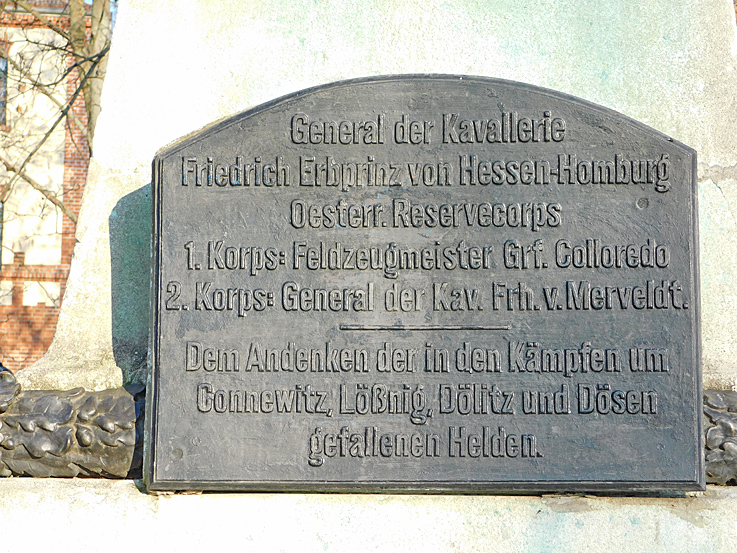 General der Kavallerie
Friedrich Erbprinz von Hessen-Homburg
Oesterr. Reservecorps
1. Korps: Feldzeugmeister Grf. Colloredo
2. Korps: General der Kav. Frh. v. Merveldt.
Dem Andenken der in den Kämpfen um
Connewitz, Lößnig, Dölitz und Dösen
gefallenen Helden.